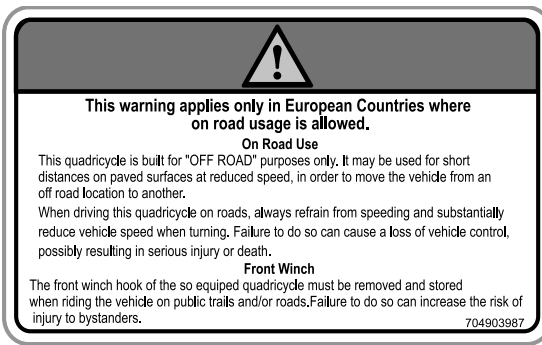 This warning applies only in European Countries where
on road usage is allowed.
On Road Use
This quadricycle is built for "OFF ROAD" purposes only. It may be used for short
distances on paved surfaces at reduced speed, in order to move the vehicle from an
off road location to another.
When driving this quadricycle on roads, always refrain from speeding and substantially
reduce vehicle speed when turning. Failure to do so can cause a loss of vehicle control,
possibly resulting in serious injury or death.
Front Winch
The front winch hook of the so equiped quadricycle must be removed and stored
when riding the vehicle on public trails and/or roads.Failure to do so can increase the risk of
injury to bystanders.
704903987